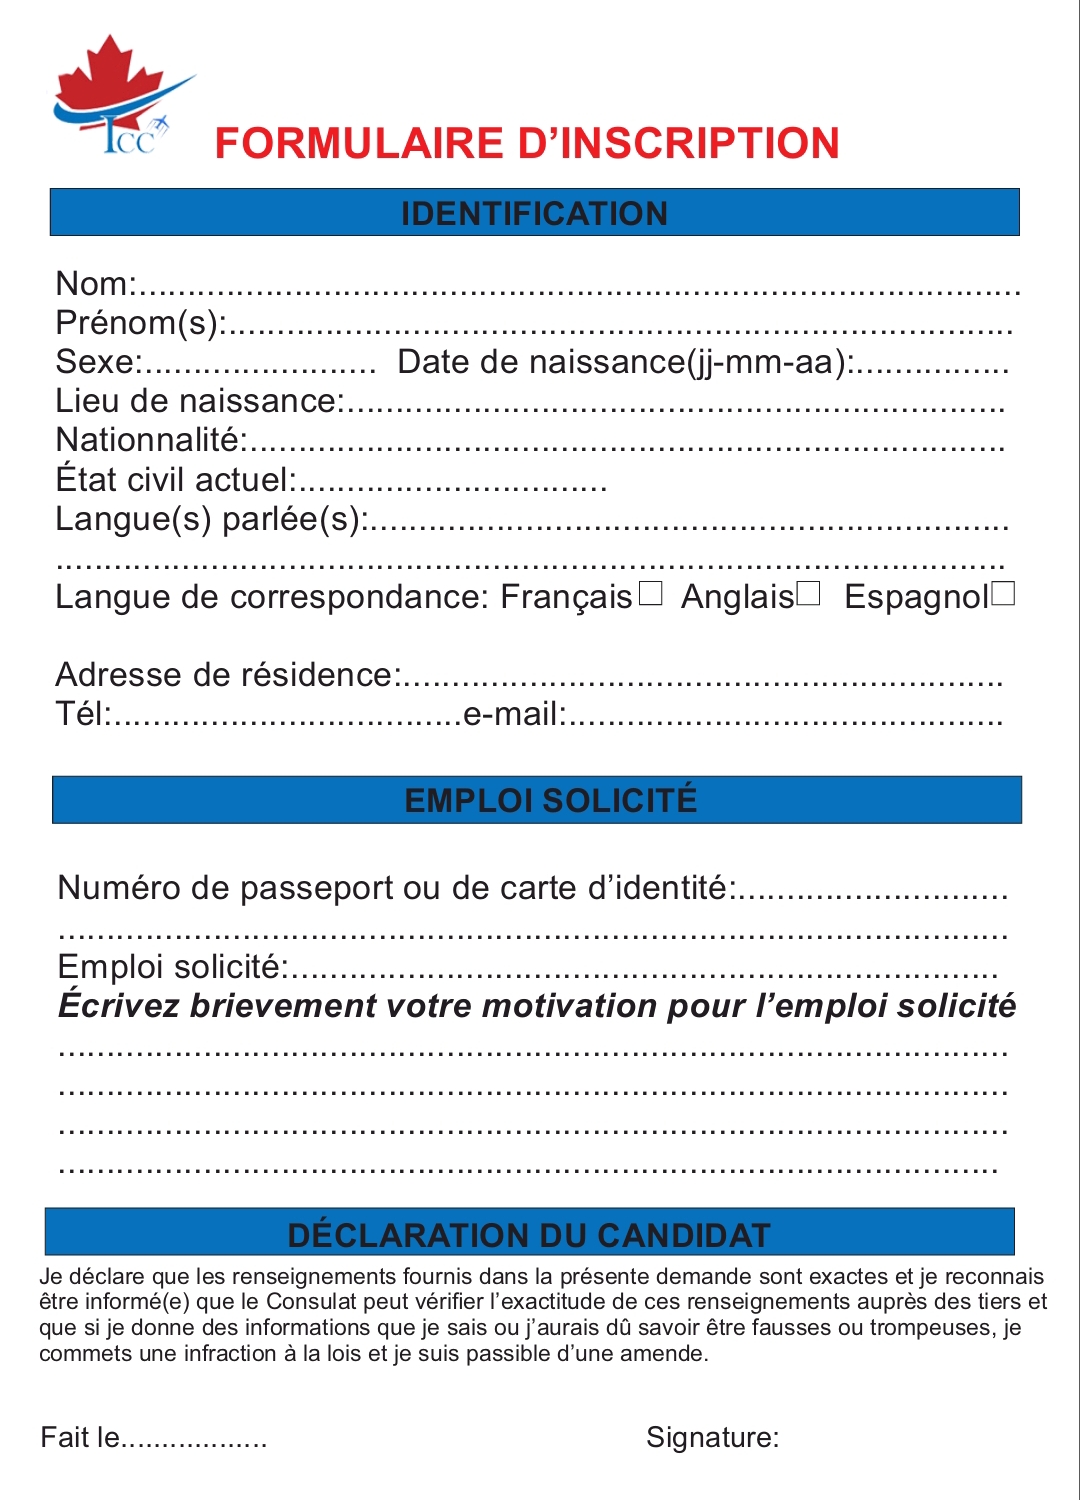 ICC
FORMULAIRE D’INSCRIPTION
IDENTIFICATION
Nom:...........................................................................................
Prénom(s):.................................................................................
Sexe:........................ Date de naissance(jj-mm-aa):................
Lieu de naissance:....................................................................
Nationnalité:..............................................................................
État civil actuel:................................
Langue(s) parlée(s):..................................................................
..................................................................................................
Langue de correspondance: Français□ Anglais□ Espagnol□
Adresse de résidence:..............................................................
Tél:....................................e-mail:.............................................
EMPLOI SOLICITÉ
Numéro de passeport ou de carte d’identité:............................
..................................................................................................
Emploi solicité:.........................................................................
Écrivez brievement votre motivation pour l’emploi solicité
..................................................................................................
..................................................................................................
..................................................................................................
.................................................................................................
DÉCLARATION DU CANDIDAT
Je déclare que les renseignements fournis dans la présente demande sont exactes et je reconnais
être informé(e) que le Consulat peut vérifier l’exactitude de ces renseignements auprès des tiers et
que si je donne des informations que je sais ou j’aurais dû savoir être fausses ou trompeuses, je
commets une infraction à la lois et je suis passible d’une amende.
Fait le.................. Signature: